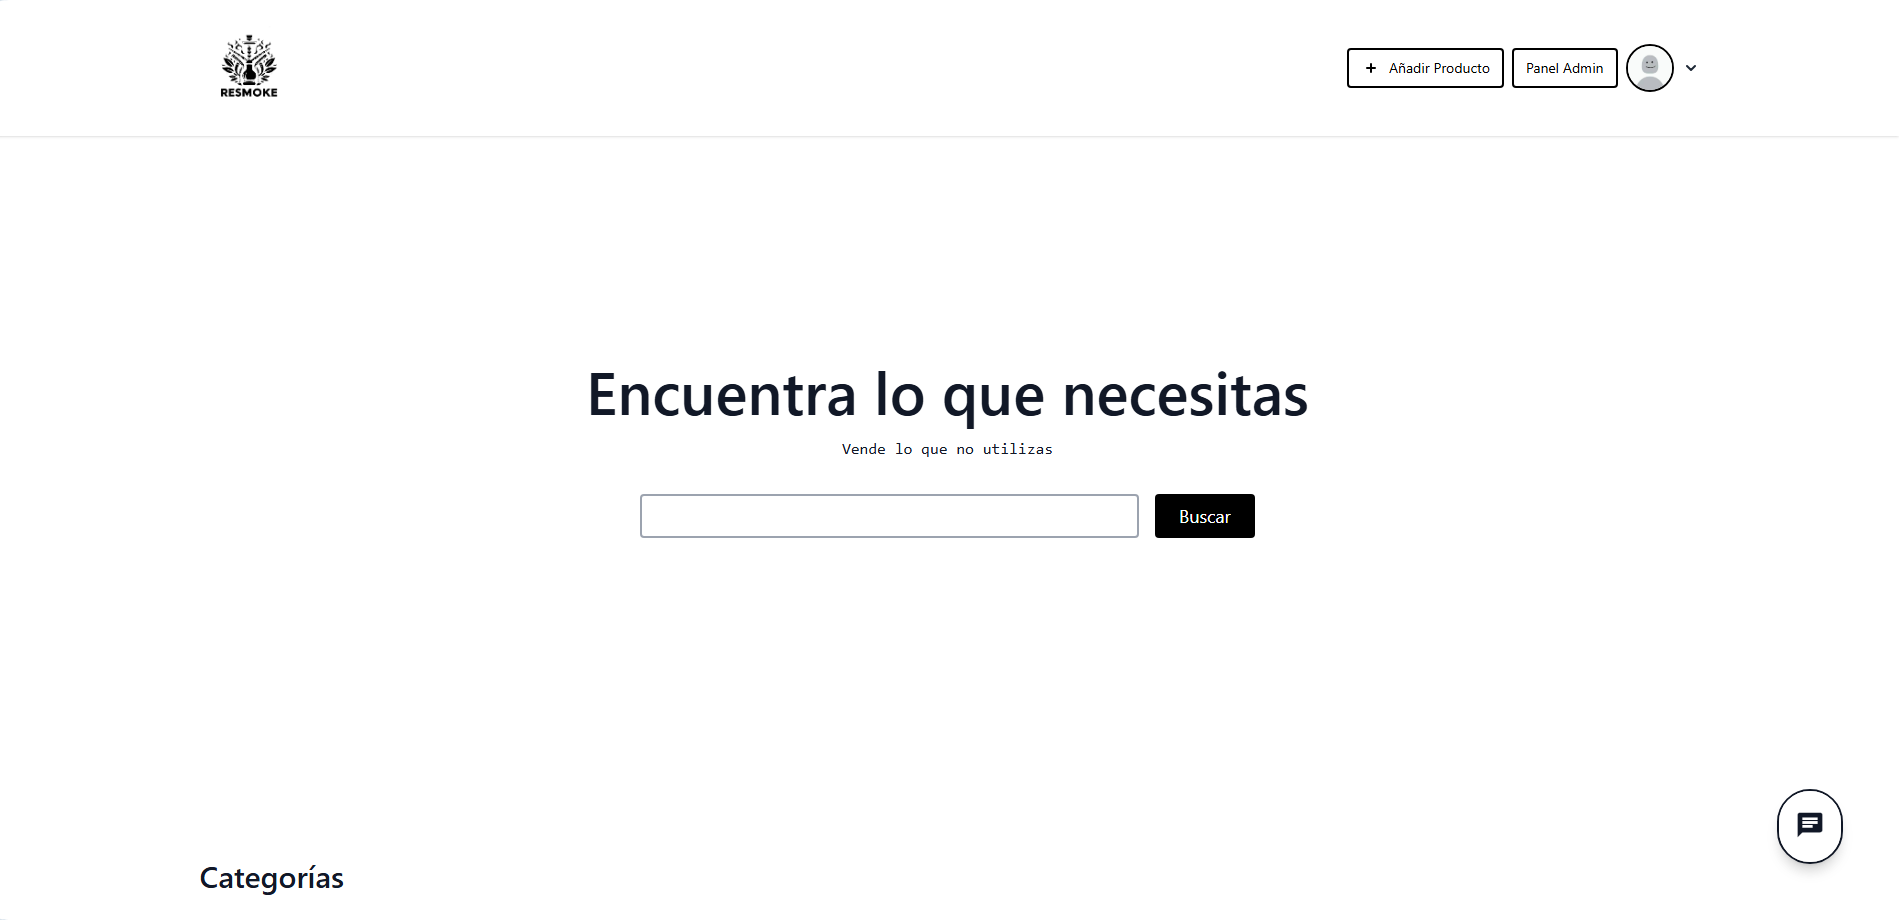 RESMOKE
Añadir Producto
Panel Admin
Encuentra lo que necesitas
Vende lo que no utilizas
Buscar
Categorías